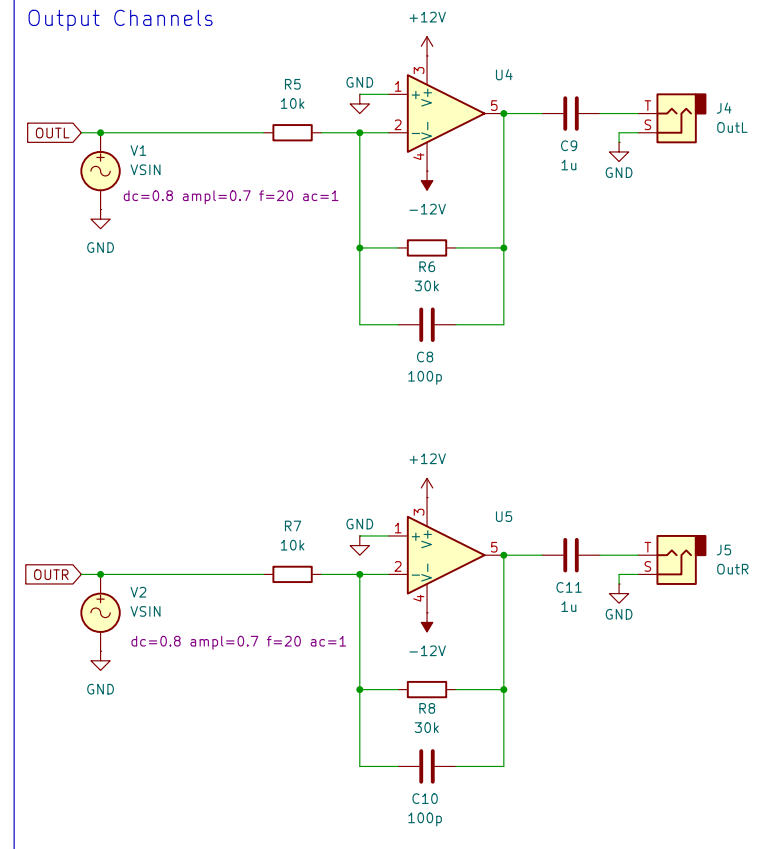 Output Channels
+12V
U4
GND
R5
10k
1
+
V+
3
5
2
-
V-
4
OUTL
V1
VSIN
dc=0.8 ampl=0.7 f=20 ac=1
GND
-12V
C9
1u
T
S
J4
OutL
GND
R6
30k
C8
100p
+12V
U5
GND
R7
10k
1
+
V+
3
5
2
-
V-
4
OUTR
V2
VSIN
dc=0.8 ampl=0.7 f=20 ac=1
GND
-12V
C11
1u
T
S
J5
OutR
GND
R8
30k
C10
100p